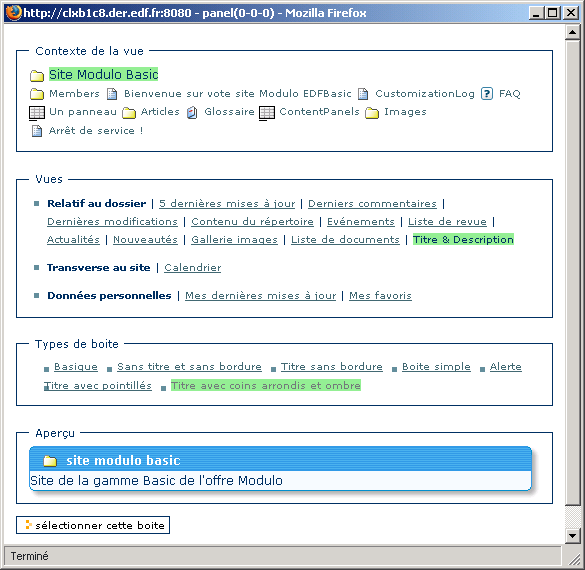 http://clxb1c8.der.edf.fr:8080 - panel(0-0-0) - Mozilla Firefox
Contexte de la vue
Site Modulo Basic
Members Bienvenue sur vote site Modulo EDFBasic CustomizationLog ? FAQ
Un panneau Articles Glossaire ContentPanels Images
Arrêt de service !
Vues
Relatif au dossier | 5 dernières mises à jour | Derniers commentaires |
Dernières modifications | Contenu du répertoire | Evénements | Liste de revue |
Actualités | Nouveautés | Gallerie images | Liste de documents | Titre & Description
Transverse au site | Calendrier
Données personnelles | Mes dernières mises à jour | Mes favoris
Types de boite
Basique Sans titre et sans bordure Titre sans bordure Boite simple Alerte
Titre avec pointillés Titre avec coins arrondis et ombre
Aperçu
site modulo basic
Site de la gamme Basic de l'offre Modulo
sélectionner cette boite
Terminé